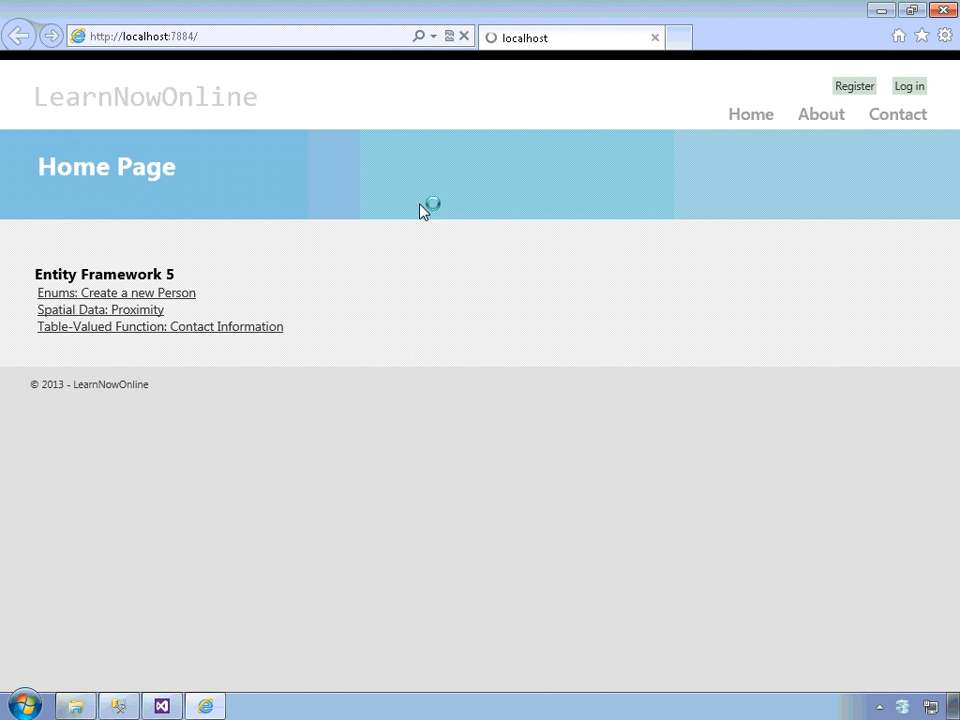 http://localhost:7884/
localhost
LearnNowOnline
Register
Log in
Home
About
Contact
Home Page
Entity Framework 5
Enums: Create a new Person
Spatial Data: Proximity
Table-Valued Function: Contact Information
© 2013 - LearnNowOnline